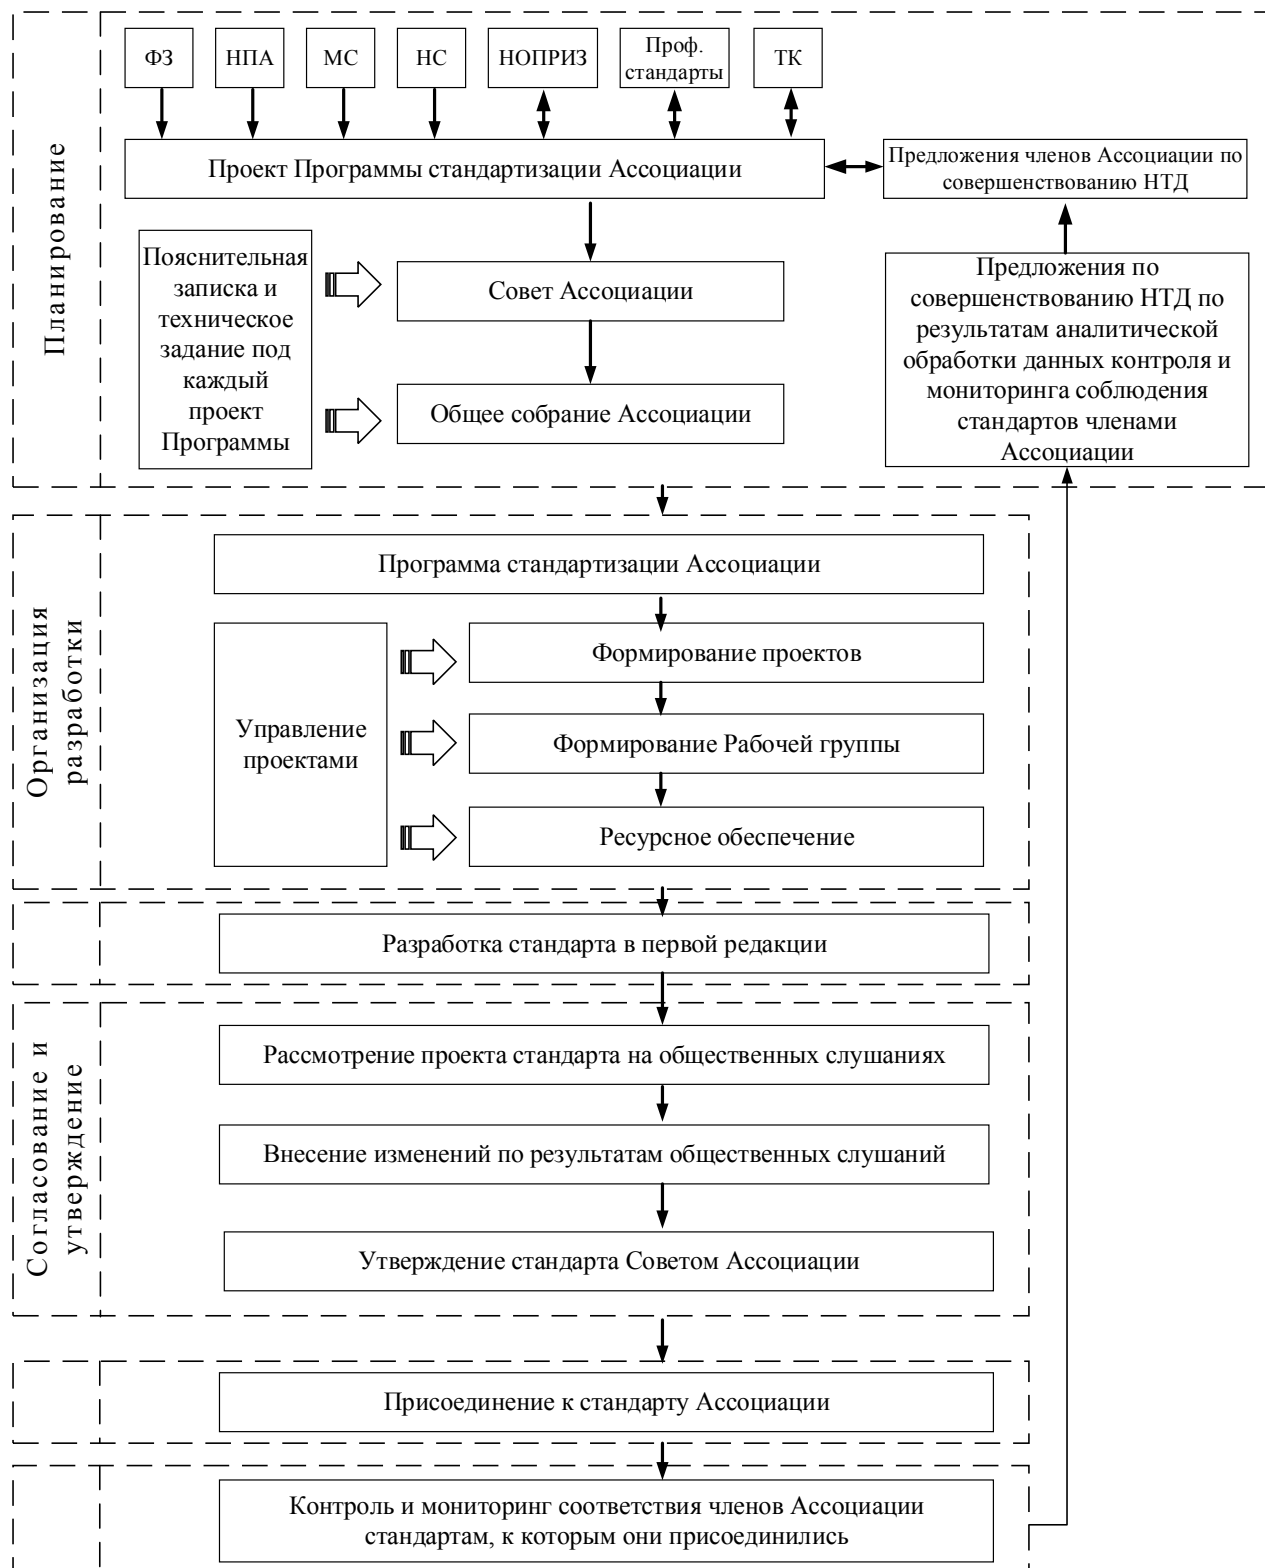 Планирование
ФЗ
НПА
МС
НС
НОПРИЗ
Проф.
стандарты
ТК
Проект Программы стандартизации Ассоциации
Предложения членов Ассоциации по
совершенствованию НТД
Пояснительная
записка и
техническое
задание под
каждый
проект
Программы
Совет Ассоциации
Общее собрание Ассоциации
Предложения по
совершенствованию НТД по
результатам аналитической
обработки данных контроля и
мониторинга соблюдения
стандартов членами
Ассоциации
Организация
разработки
Программа стандартизации Ассоциации
Управление
проектами
Формирование проектов
Формирование Рабочей группы
Ресурсное обеспечение
Разработка стандарта в первой редакции
Согласование и
утверждение
Рассмотрение проекта стандарта на общественных слушаниях
Внесение изменений по результатам общественных слушаний
Утверждение стандарта Советом Ассоциации
Присоединение к стандарту Ассоциации
Контроль и мониторинг соответствия членов Ассоциации
стандартам, к которым они присоединились